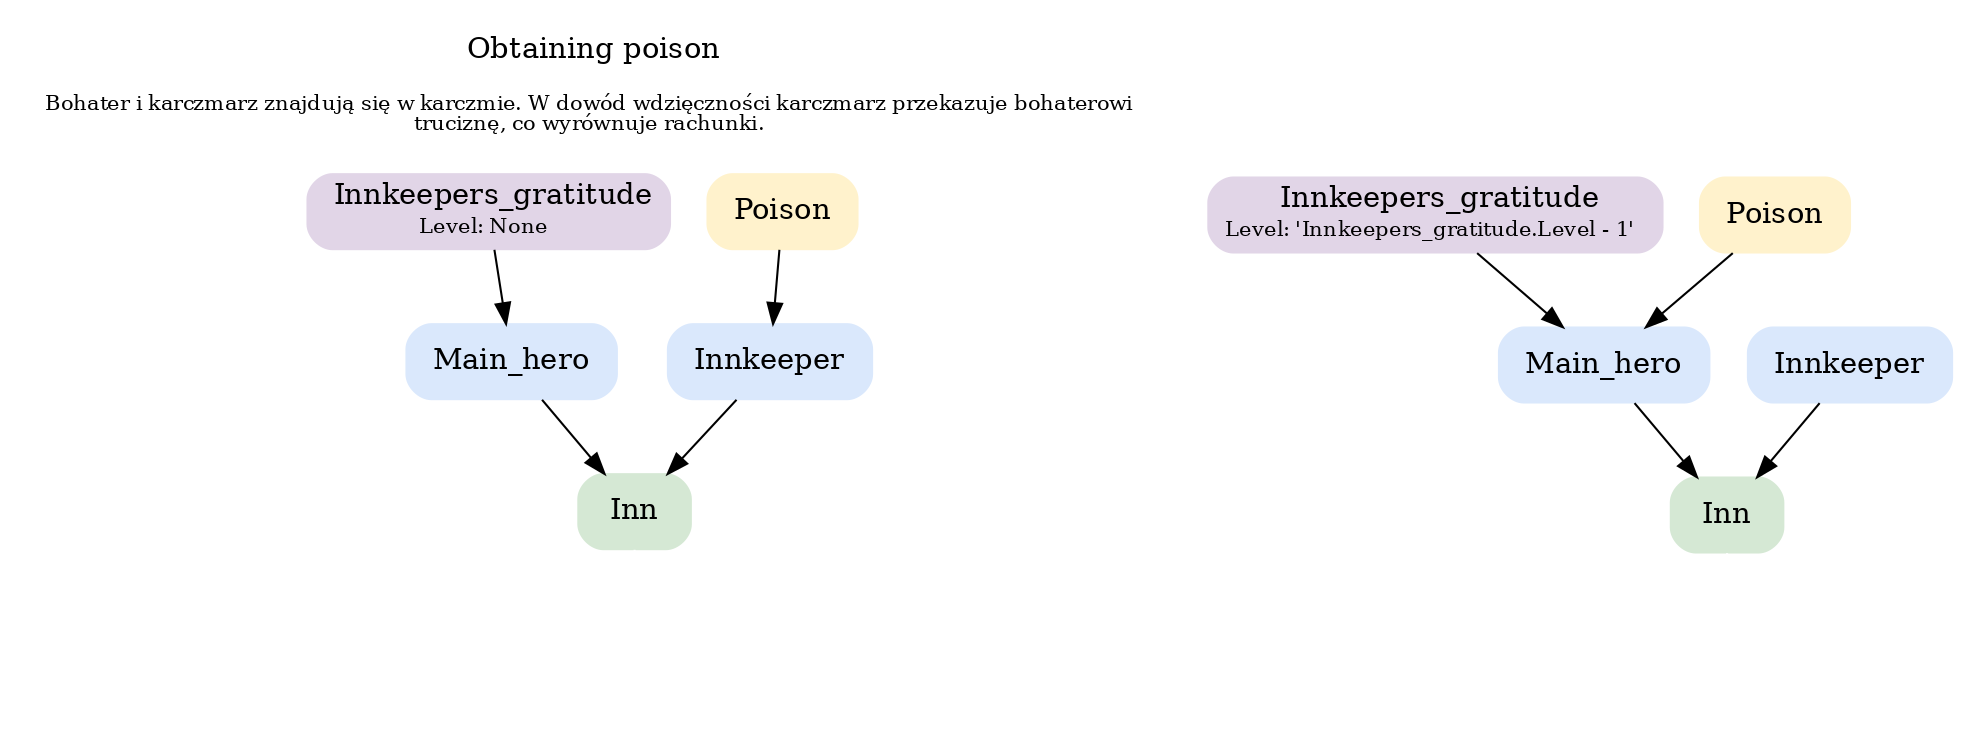 Obtaining poison
Bohater i karczmarz znajdują się w karczmie. W dowód wdzięczności karczmarz przekazuje bohaterowi
truciznę, co wyrównuje rachunki.
Innkeepers_gratitude
Level: None
Poison
Main_hero
Innkeeper
Inn
Innkeepers_gratitude
Level: 'Innkeepers_gratitude.Level - 1'
Poison
Main_hero
Innkeeper
Inn